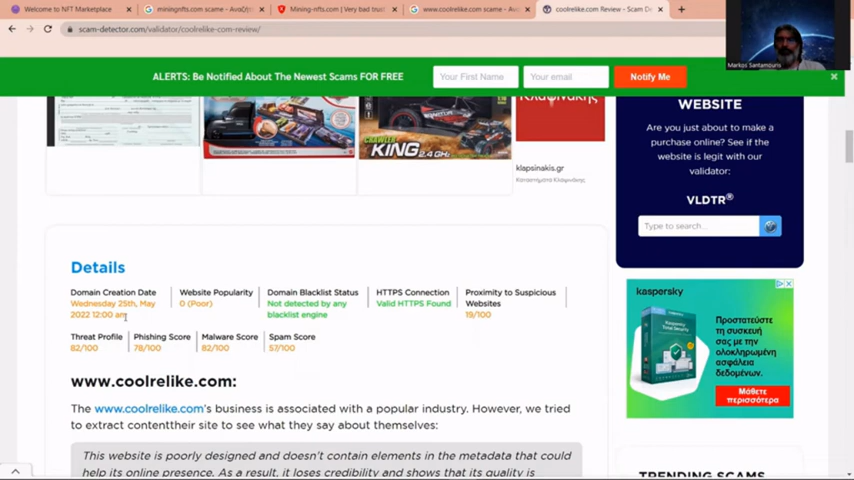 Welcome to NFT Marketplace
miningnfts.com scame - Αναζήτη
Mining-nfts.com | Very bad trust
www.coolrelike.com scame - Ανα
coolrelike.com Review - Scam De
scam-detector.com/validator/coolrelike-com-review/
Markos Santamouris
ALERTS: Be Notified About The Newest Scams FOR FREE
Your First Name
Your email
Notify Me
CRAWLER
KING 2.4 GHz
Κλαψινάκης
klapsinakis.gr
Καταστήματα Κλαψινάκης
WEBSITE
Are you just about to make a
purchase online? See if the
website is legit with our
validator:
VLDTR®
Type to search...
Details
Domain Creation Date
Wednesday 25th, May
2022 12:00 am
Website Popularity
0 (Poor)
Domain Blacklist Status
Not detected by any
blacklist engine
HTTPS Connection
Valid HTTPS Found
Proximity to Suspicious
Websites
19/100
Threat Profile
82/100
Phishing Score
78/100
Malware Score
82/100
Spam Score
57/100
www.coolrelike.com:
The www.coolrelike.com's business is associated with a popular industry. However, we tried
to extract contenttheir site to see what they say about themselves:
This website is poorly designed and doesn't contain elements in the metadata that could
help its online presence. As a result, it loses credibility and shows that its quality is
kaspersky
Προστατεύστε
τη συσκευή
σας με την
ολοκληρωμένη
ασφάλεια
δεδομένων.
Μάθετε
περισσότερα
TRENDING SCAMS